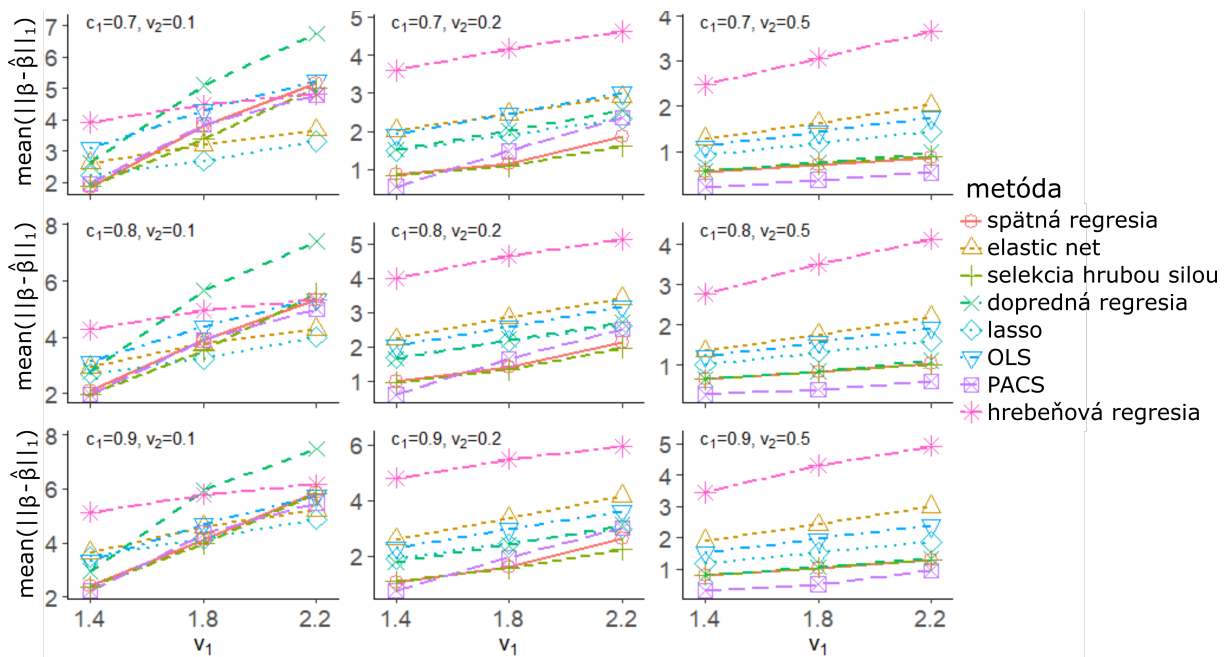 c₁=0.7, v₂=0.1
c₁=0.7, v₂=0.2
c₁=0.7, v₂=0.5
mean(||β-β̂||₁)
7
6
5
4
3
2
5
4
3
2
1
4
3
2
1
c₁=0.8, v₂=0.1
c₁=0.8, v₂=0.2
c₁=0.8, v₂=0.5
mean(||β-β̂||₁)
8
6
4
2
5
4
3
2
1
4
3
2
1
c₁=0.9, v₂=0.1
c₁=0.9, v₂=0.2
c₁=0.9, v₂=0.5
mean(||β-β̂||₁)
8
6
4
2
6
4
2
5
4
3
2
1
1.4 1.8 2.2
1.4 1.8 2.2
1.4 1.8 2.2
v₁
v₁
v₁
metóda
spätná regresia
elastic net
selekcia hrubou silou
dopredná regresia
lasso
OLS
PACS
hrebeňová regresia